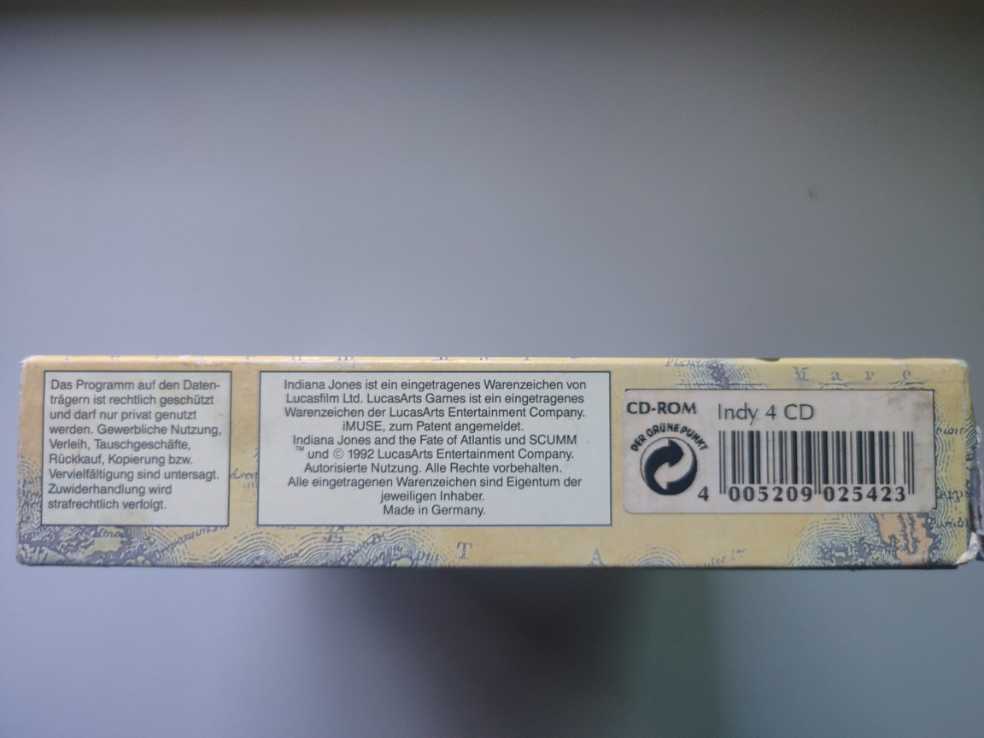 Das Programm auf den Daten-
trägern ist rechtlich geschützt
und darf nur privat genutzt
werden. Gewerbliche Nutzung,
Verleih, Tauschgeschäfte,
Rückkauf, Kopierung bzw.
Vervielfältigung sind untersagt.
Zuwiderhandlung wird
strafrechtlich verfolgt.
Indiana Jones ist ein eingetragenes Warenzeichen von
Lucasfilm Ltd. LucasArts Games ist ein eingetragenes
Warenzeichen der LucasArts Entertainment Company.
iMUSE, zum Patent angemeldet.
Indiana Jones and the Fate of Atlantis und SCUMM
™ und © 1992 LucasArts Entertainment Company.
Autorisierte Nutzung. Alle Rechte vorbehalten.
Alle eingetragenen Warenzeichen sind Eigentum der
jeweiligen Inhaber.
Made in Germany.
Mare
CD-ROM Indy 4 CD
DER GRÜNE PUNKT
4 005209 025423
T A